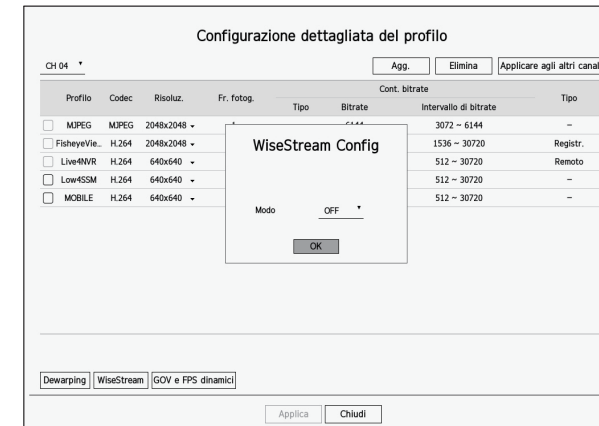 Configurazione dettagliata del profilo
CH 04
Agg. Elimina Applicare agli altri canal
Profilo Codec Risoluz. Fr. fotog. Cont. bitrate Tipo
Tipo Bitrate Intervallo di bitrate
MJPEG MJPEG 2048x2048 3072 ~ 6144 –
FisheyeVie... H.264 2048x2048 1536 ~ 30720 Registr.
Live4NVR H.264 640x640 512 ~ 30720 Remoto
Low4SSM H.264 640x640 512 ~ 30720 –
MOBILE H.264 640x640 512 ~ 30720 –
WiseStream Config
Modo OFF
OK
Dewarping WiseStream GOV e FPS dinamici
Applica Chiudi